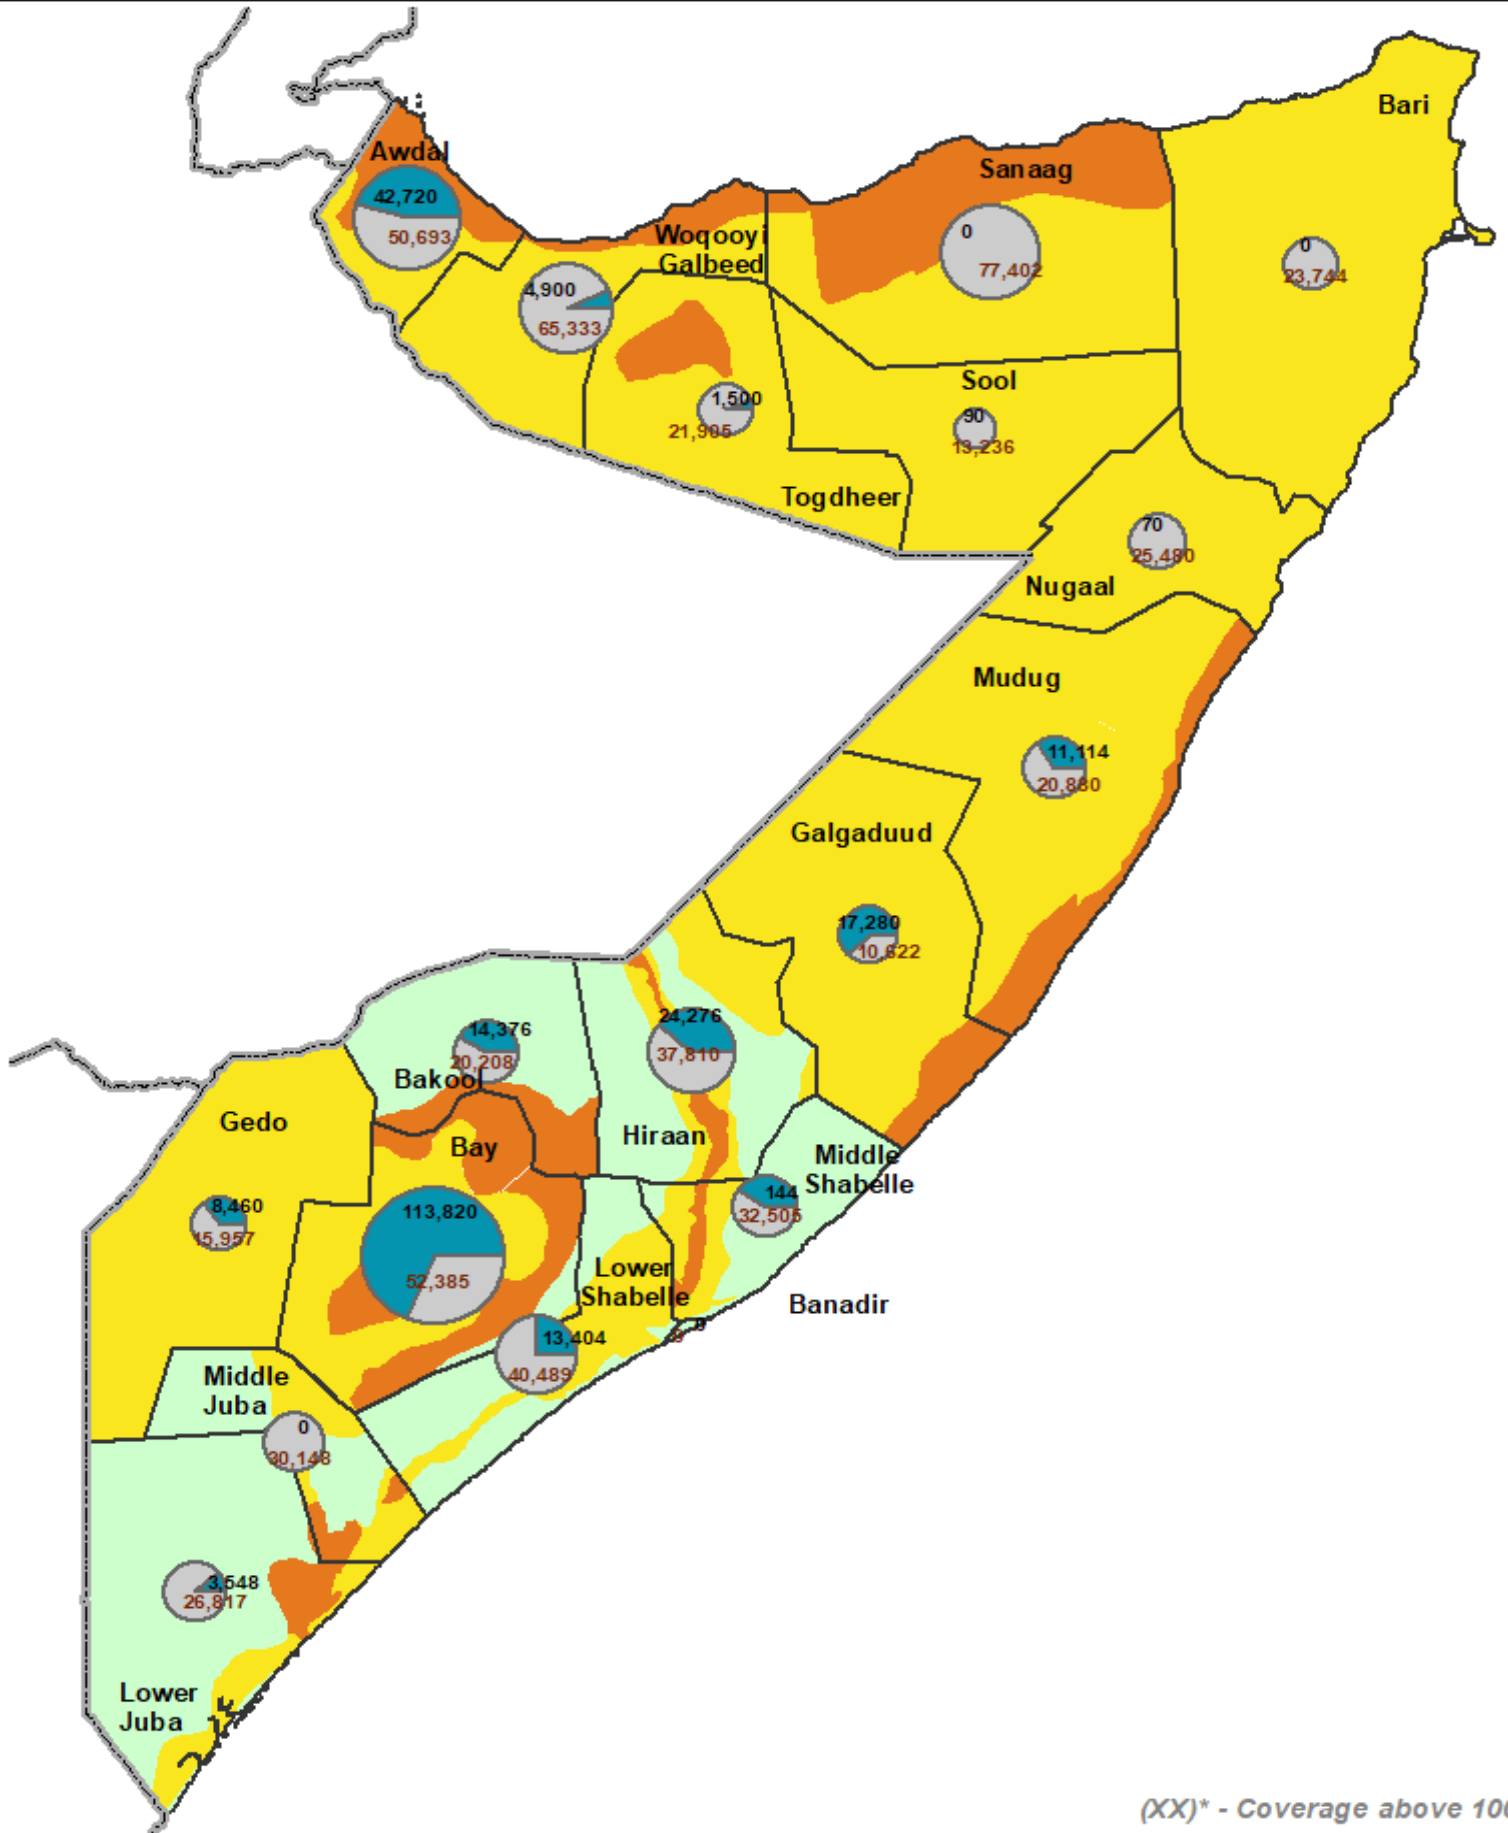 Bari
Awdal
Sanaag
42,720
50,693
Woqooyi
Galbeed
0
77,402
0
23,744
4,900
65,333
Sool
1,500
21,905
90
13,236
Togdheer
70
25,480
Nugaal
Mudug
11,114
20,880
Galgaduud
17,280
10,622
24,276
37,810
14,376
20,208
Bakool
Gedo
Bay
Hiraan
Middle
Shabelle
144
32,505
8,460
15,957
113,820
52,385
Lower
Shabelle
Banadir
0
13,404
40,489
Middle
Juba
0
30,148
3,548
26,817
Lower
Juba
(XX)* - Coverage above 100